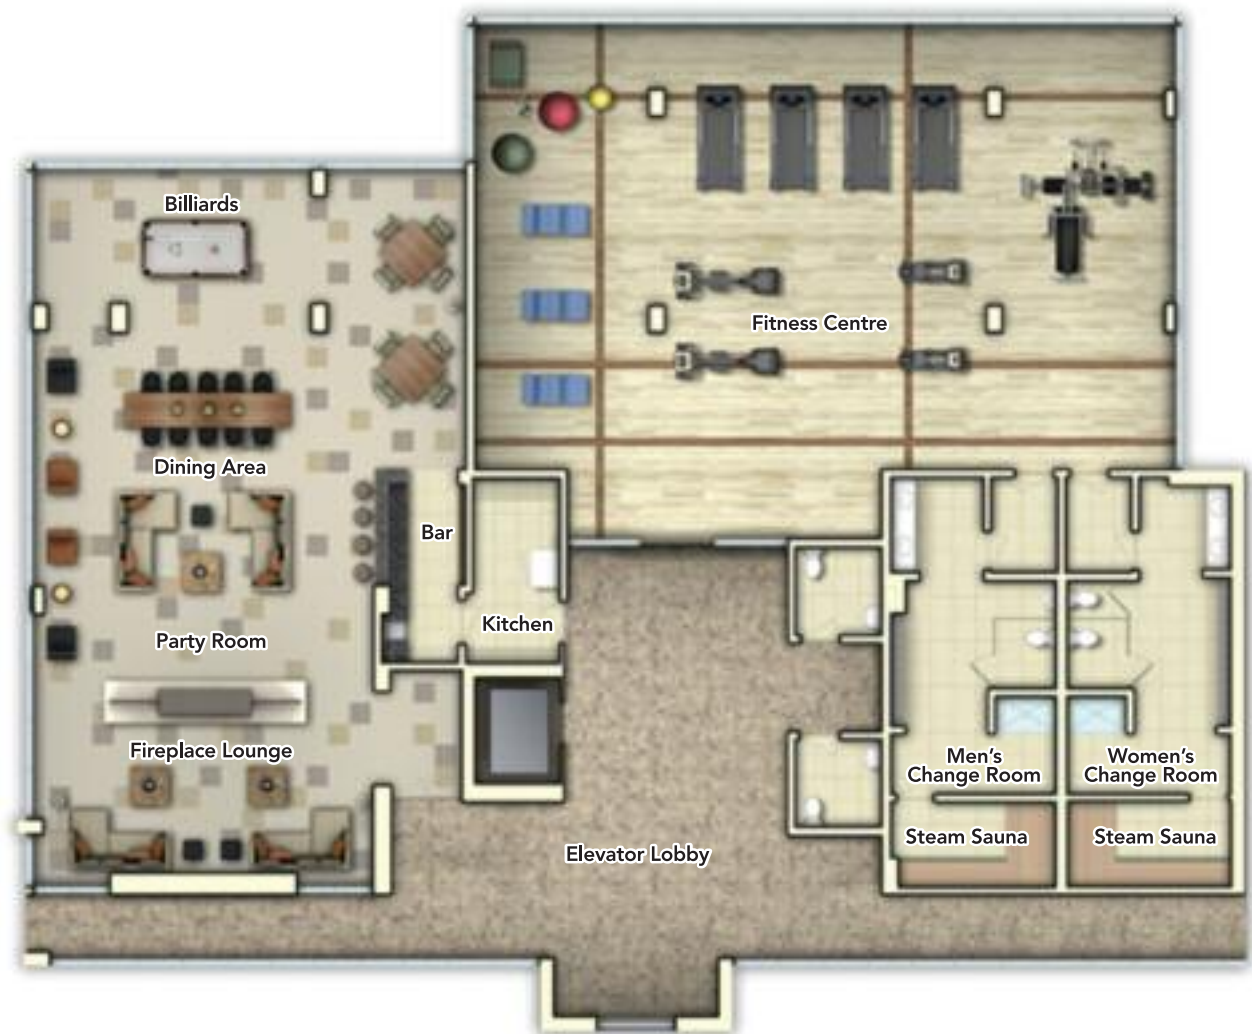 Billiards
Fitness Centre
Dining Area
Bar
Kitchen
Party Room
Fireplace Lounge
Men's
Change Room
Women's
Change Room
Steam Sauna
Steam Sauna
Elevator Lobby